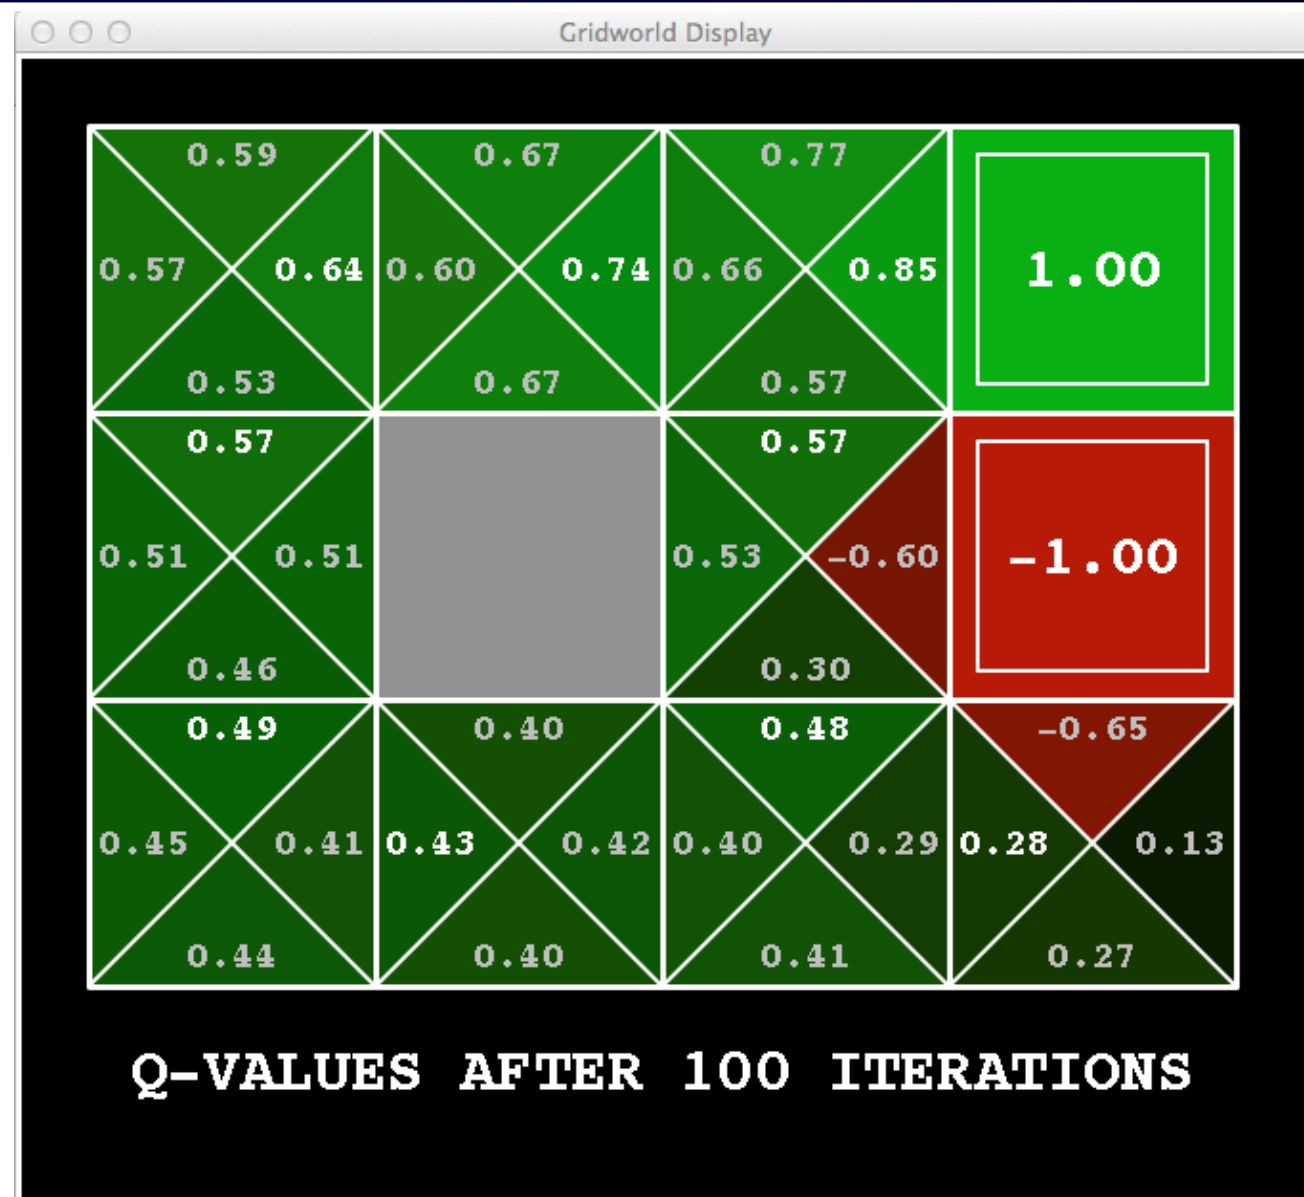 Gridworld Display
0.59 0.67 0.77
0.57 0.64 0.60 0.74 0.66 0.85 1.00
0.53 0.67 0.57
0.57 0.57
0.51 0.51 0.53 -0.60 -1.00
0.46 0.30
0.49 0.40 0.48 -0.65
0.45 0.41 0.43 0.42 0.40 0.29 0.28 0.13
0.44 0.40 0.41 0.27
Q-VALUES AFTER 100 ITERATIONS